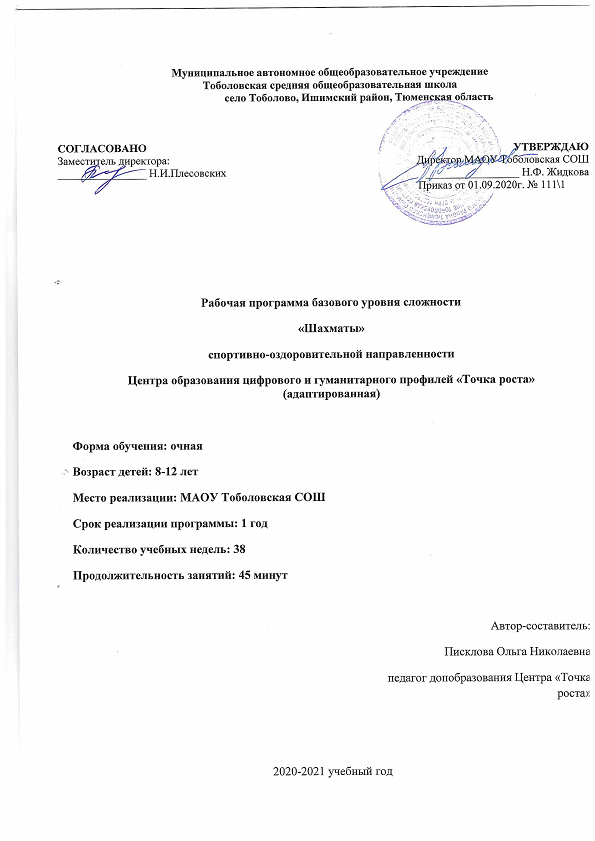 Муниципальное автономное общеобразовательное учреждение
Тоболовская средняя общеобразовательная школа
село Тоболово, Ишимский район, Тюменская область
СОГЛАСОВАНО
Заместитель директора:
Н.И.Плесовских
УТВЕРЖДАЮ
Директор МАОУ Тоболовская СОШ
Н.Ф. Жидкова
Приказ от 01.09.2020г. № 111\1
Рабочая программа базового уровня сложности
«Шахматы»
спортивно-оздоровительной направленности
Центра образования цифрового и гуманитарного профилей «Точка роста»
(адаптированная)
Форма обучения: очная
Возраст детей: 8-12 лет
Место реализации: МАОУ Тоболовская СОШ
Срок реализации программы: 1 год
Количество учебных недель: 38
Продолжительность занятий: 45 минут
Автор-составитель:
Писклова Ольга Николаевна
педагог допобразования Центра «Точка
роста»
2020-2021 учебный год